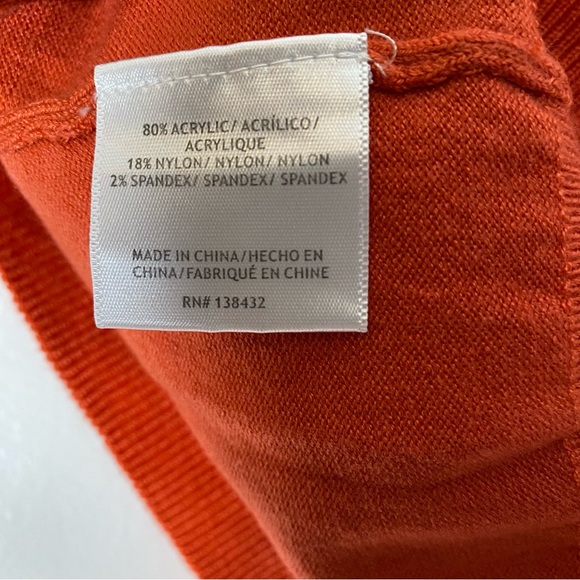 80% ACRYLIC/ ACRÍLICO/
ACRYLIQUE
18% NYLON/ NYLON/ NYLON
2% SPANDEX/ SPANDEX/ SPANDEX
MADE IN CHINA/HECHO EN
CHINA/FABRIQUÉ EN CHINE
RN# 138432